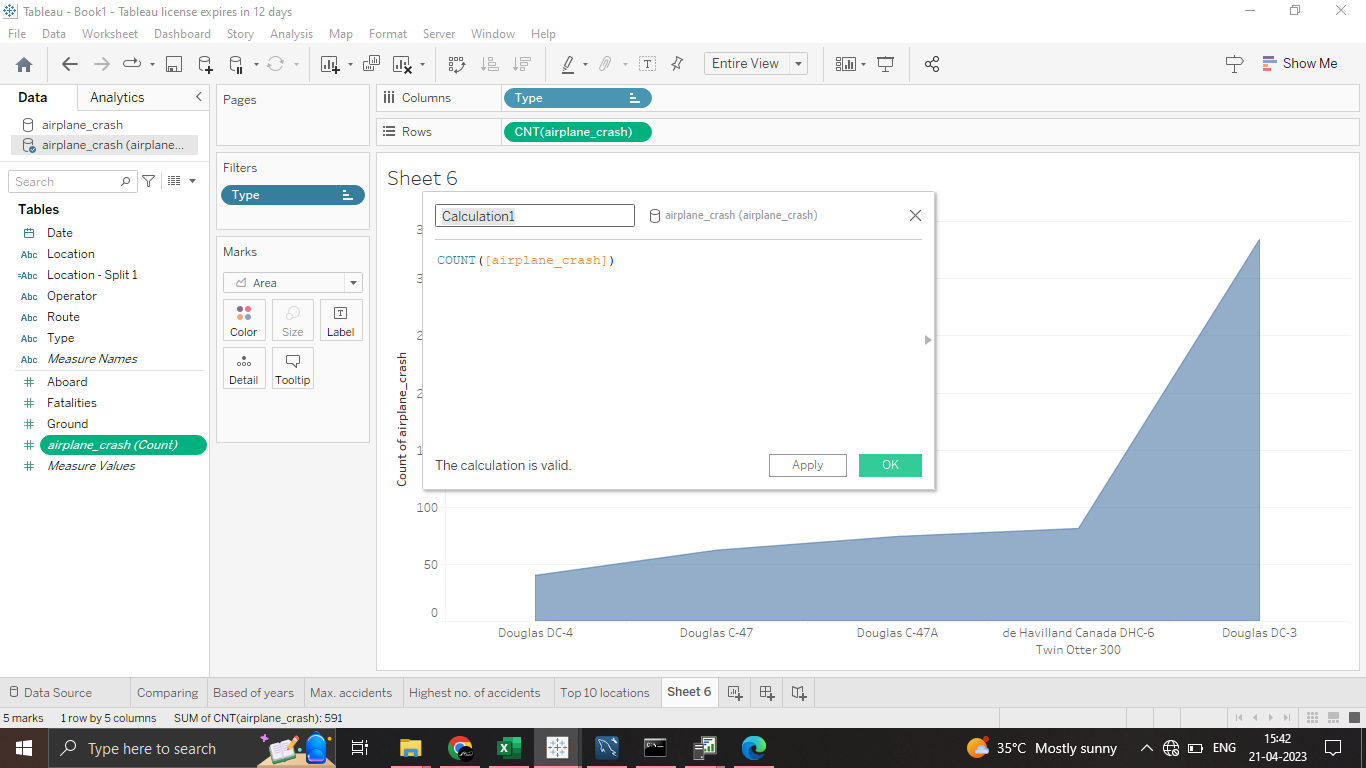 Tableau - Book1 - Tableau license expires in 12 days
File Data Worksheet Dashboard Story Analysis Map Format Server Window Help
Entire View
Show Me
Data Analytics
airplane_crash
airplane_crash (airplane...
Search
Tables
Date
Abc Location
=Abc Location - Split 1
Abc Operator
Abc Route
Abc Type
Abc Measure Names
Aboard
Fatalities
Ground
airplane_crash (Count)
Measure Values
Pages
Filters
Type
Marks
Area
Color Size Label
Detail Tooltip
Columns Type
Rows CNT(airplane_crash)
Sheet 6
Calculation1 airplane_crash (airplane_crash)
COUNT([airplane_crash])
The calculation is valid. Apply OK
Count of airplane_crash
100
50
0
Douglas DC-4 Douglas C-47 Douglas C-47A de Havilland Canada DHC-6 Douglas DC-3
Twin Otter 300
Data Source Comparing Based of years Max. accidents Highest no. of accidents Top 10 locations Sheet 6
5 marks 1 row by 5 columns SUM of CNT(airplane_crash): 591
Type here to search
35°C Mostly sunny
ENG
15:42
21-04-2023